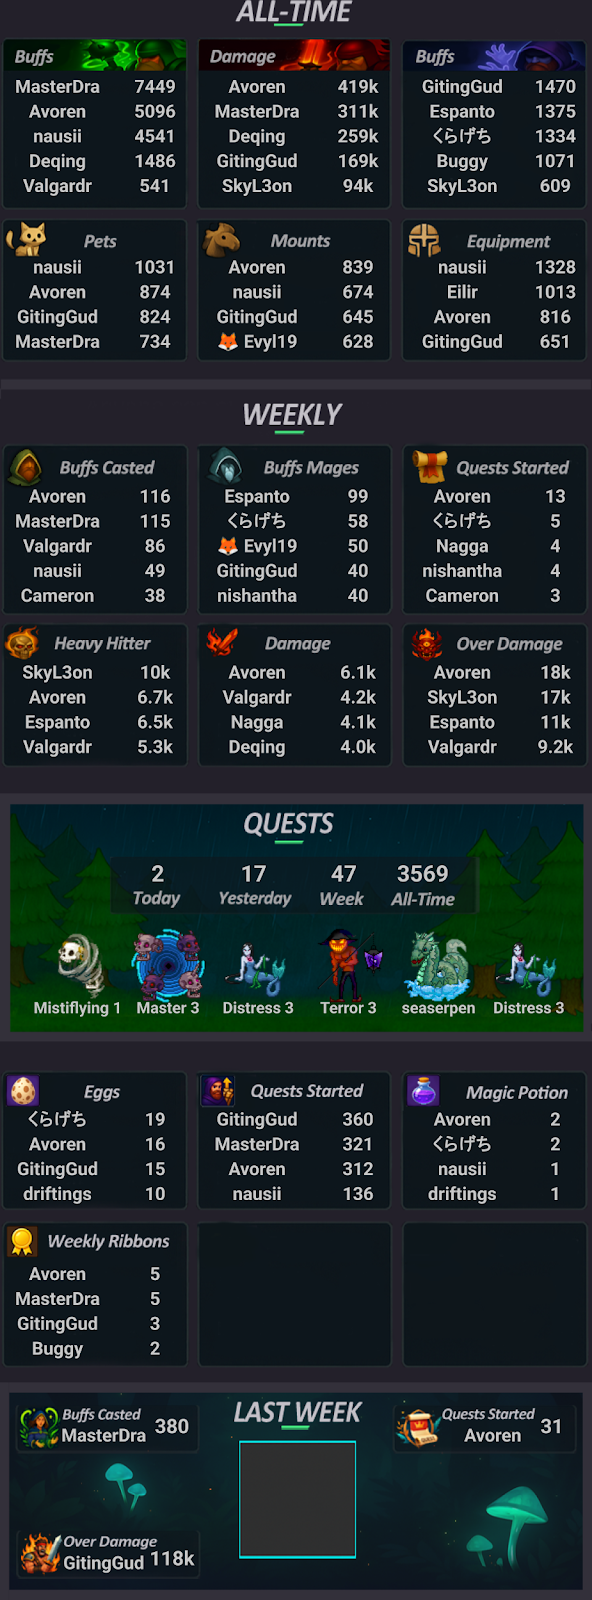 ALL-TIME
Buffs
MasterDra 7449
Avoren 5096
nausii 4541
Deqing 1486
Valgardr 541
Damage
Avoren 419k
MasterDra 311k
Deqing 259k
GitingGud 169k
SkyL3on 94k
Buffs
GitingGud 1470
Espanto 1375
くらげち 1334
Buggy 1071
SkyL3on 609
Pets
nausii 1031
Avoren 874
GitingGud 824
MasterDra 734
Mounts
Avoren 839
nausii 674
GitingGud 645
🦊 Evyl19 628
Equipment
nausii 1328
Eilir 1013
Avoren 816
GitingGud 651
WEEKLY
Buffs Casted
Avoren 116
MasterDra 115
Valgardr 86
nausii 49
Cameron 38
Buffs Mages
Espanto 99
くらげち 58
🦊 Evyl19 50
GitingGud 40
nishantha 40
Quests Started
Avoren 13
くらげち 5
Nagga 4
nishantha 4
Cameron 3
Heavy Hitter
SkyL3on 10k
Avoren 6.7k
Espanto 6.5k
Valgardr 5.3k
Damage
Avoren 6.1k
Valgardr 4.2k
Nagga 4.1k
Deqing 4.0k
Over Damage
Avoren 18k
SkyL3on 17k
Espanto 11k
Valgardr 9.2k
QUESTS
2 17 47 3569
Today Yesterday Week All-Time
Mistiflying 1 Master 3 Distress 3 Terror 3 seaserpen Distress 3
Eggs
くらげち 19
Avoren 16
GitingGud 15
driftings 10
Quests Started
GitingGud 360
MasterDra 321
Avoren 312
nausii 136
Magic Potion
Avoren 2
くらげち 2
nausii 1
driftings 1
Weekly Ribbons
Avoren 5
MasterDra 5
GitingGud 3
Buggy 2
LAST WEEK
Buffs Casted
MasterDra 380
Quests Started
Avoren 31
Over Damage
GitingGud 118k